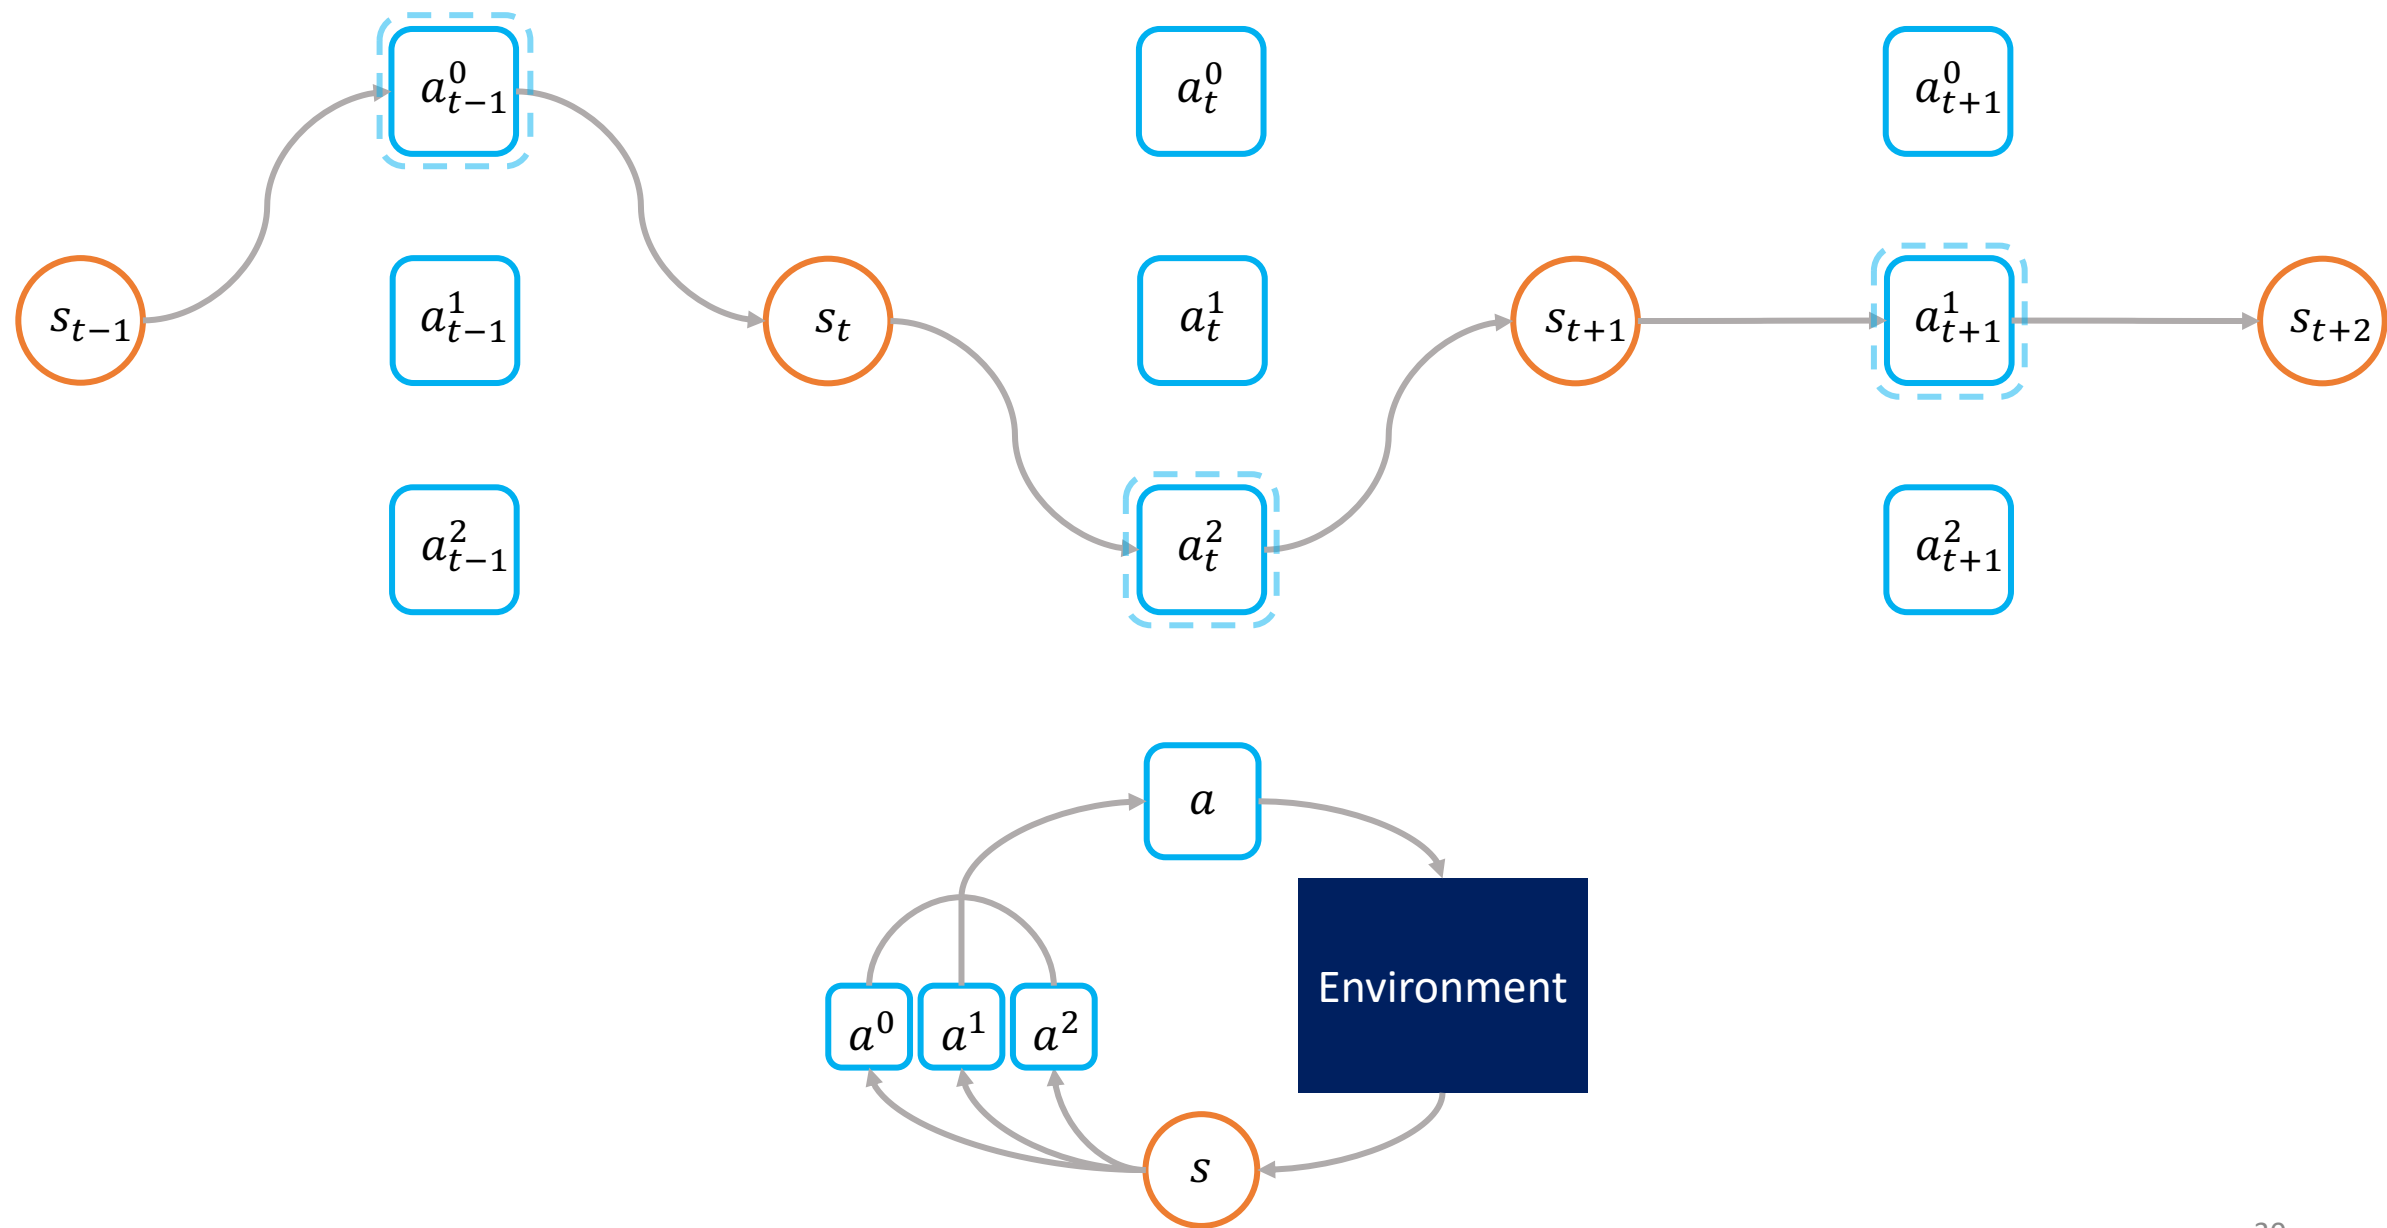 a^0_{t−1} a^0_t a^0_{t+1}
s_{t−1} a^1_{t−1} s_t a^1_t s_{t+1} a^1_{t+1} s_{t+2}
a^2_{t−1} a^2_t a^2_{t+1}
a
Environment
a^0 a^1 a^2
s